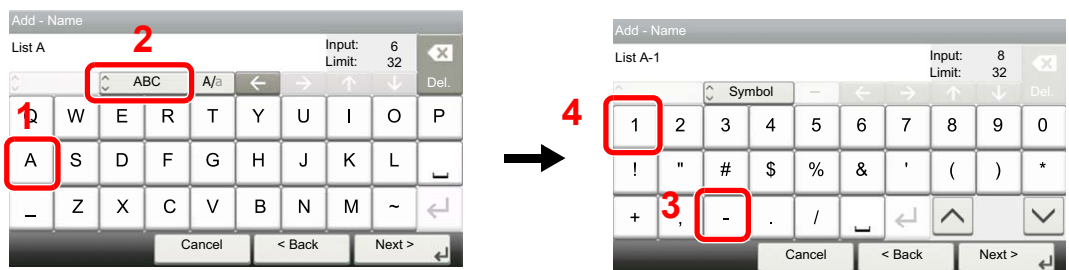 Add - Name
List A
2
Input: 6
Limit: 32
ABC
A/a
Del.
1
Q W E R T Y U I O P
A S D F G H J K L
_ Z X C V B N M ~
Cancel < Back Next >
Add - Name
List A-1
Input: 8
Limit: 32
Symbol
Del.
4
1 2 3 4 5 6 7 8 9 0
! " # $ % & ' ( ) *
3
+ , - . /
Cancel < Back Next >